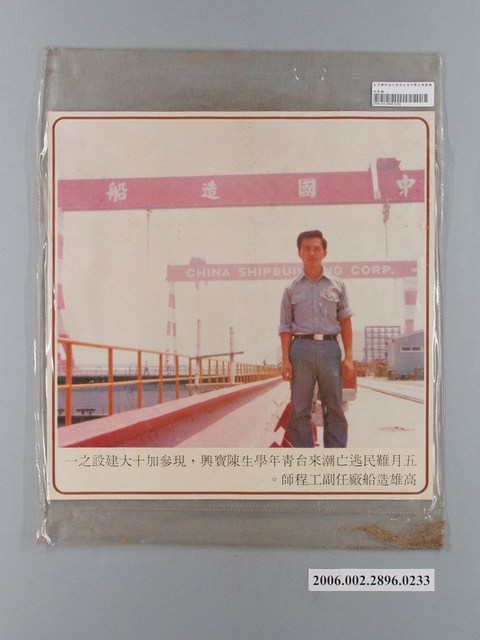 中國造船
CHINA SHIPBUILDING CORP.
五月難民逃亡潮來台青年學生陳寶興，現參加十大建設之一
高雄造船廠任副工程師。
2006.002.2896.0233